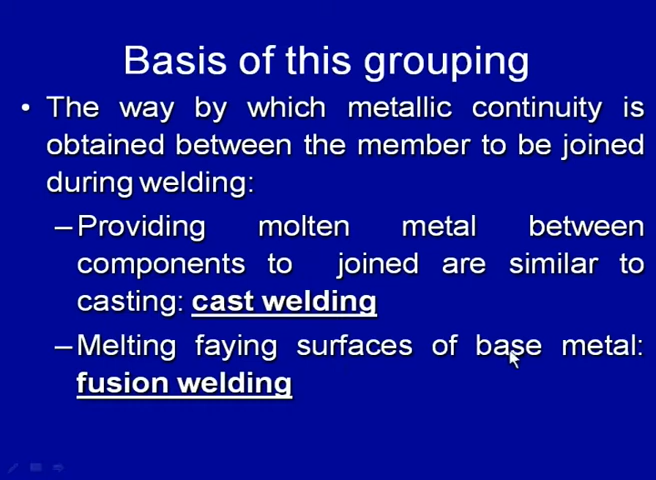 Basis of this grouping
• The way by which metallic continuity is
obtained between the member to be joined
during welding:
–Providing molten metal between
components to joined are similar to
casting: cast welding
–Melting faying surfaces of base metal:
fusion welding